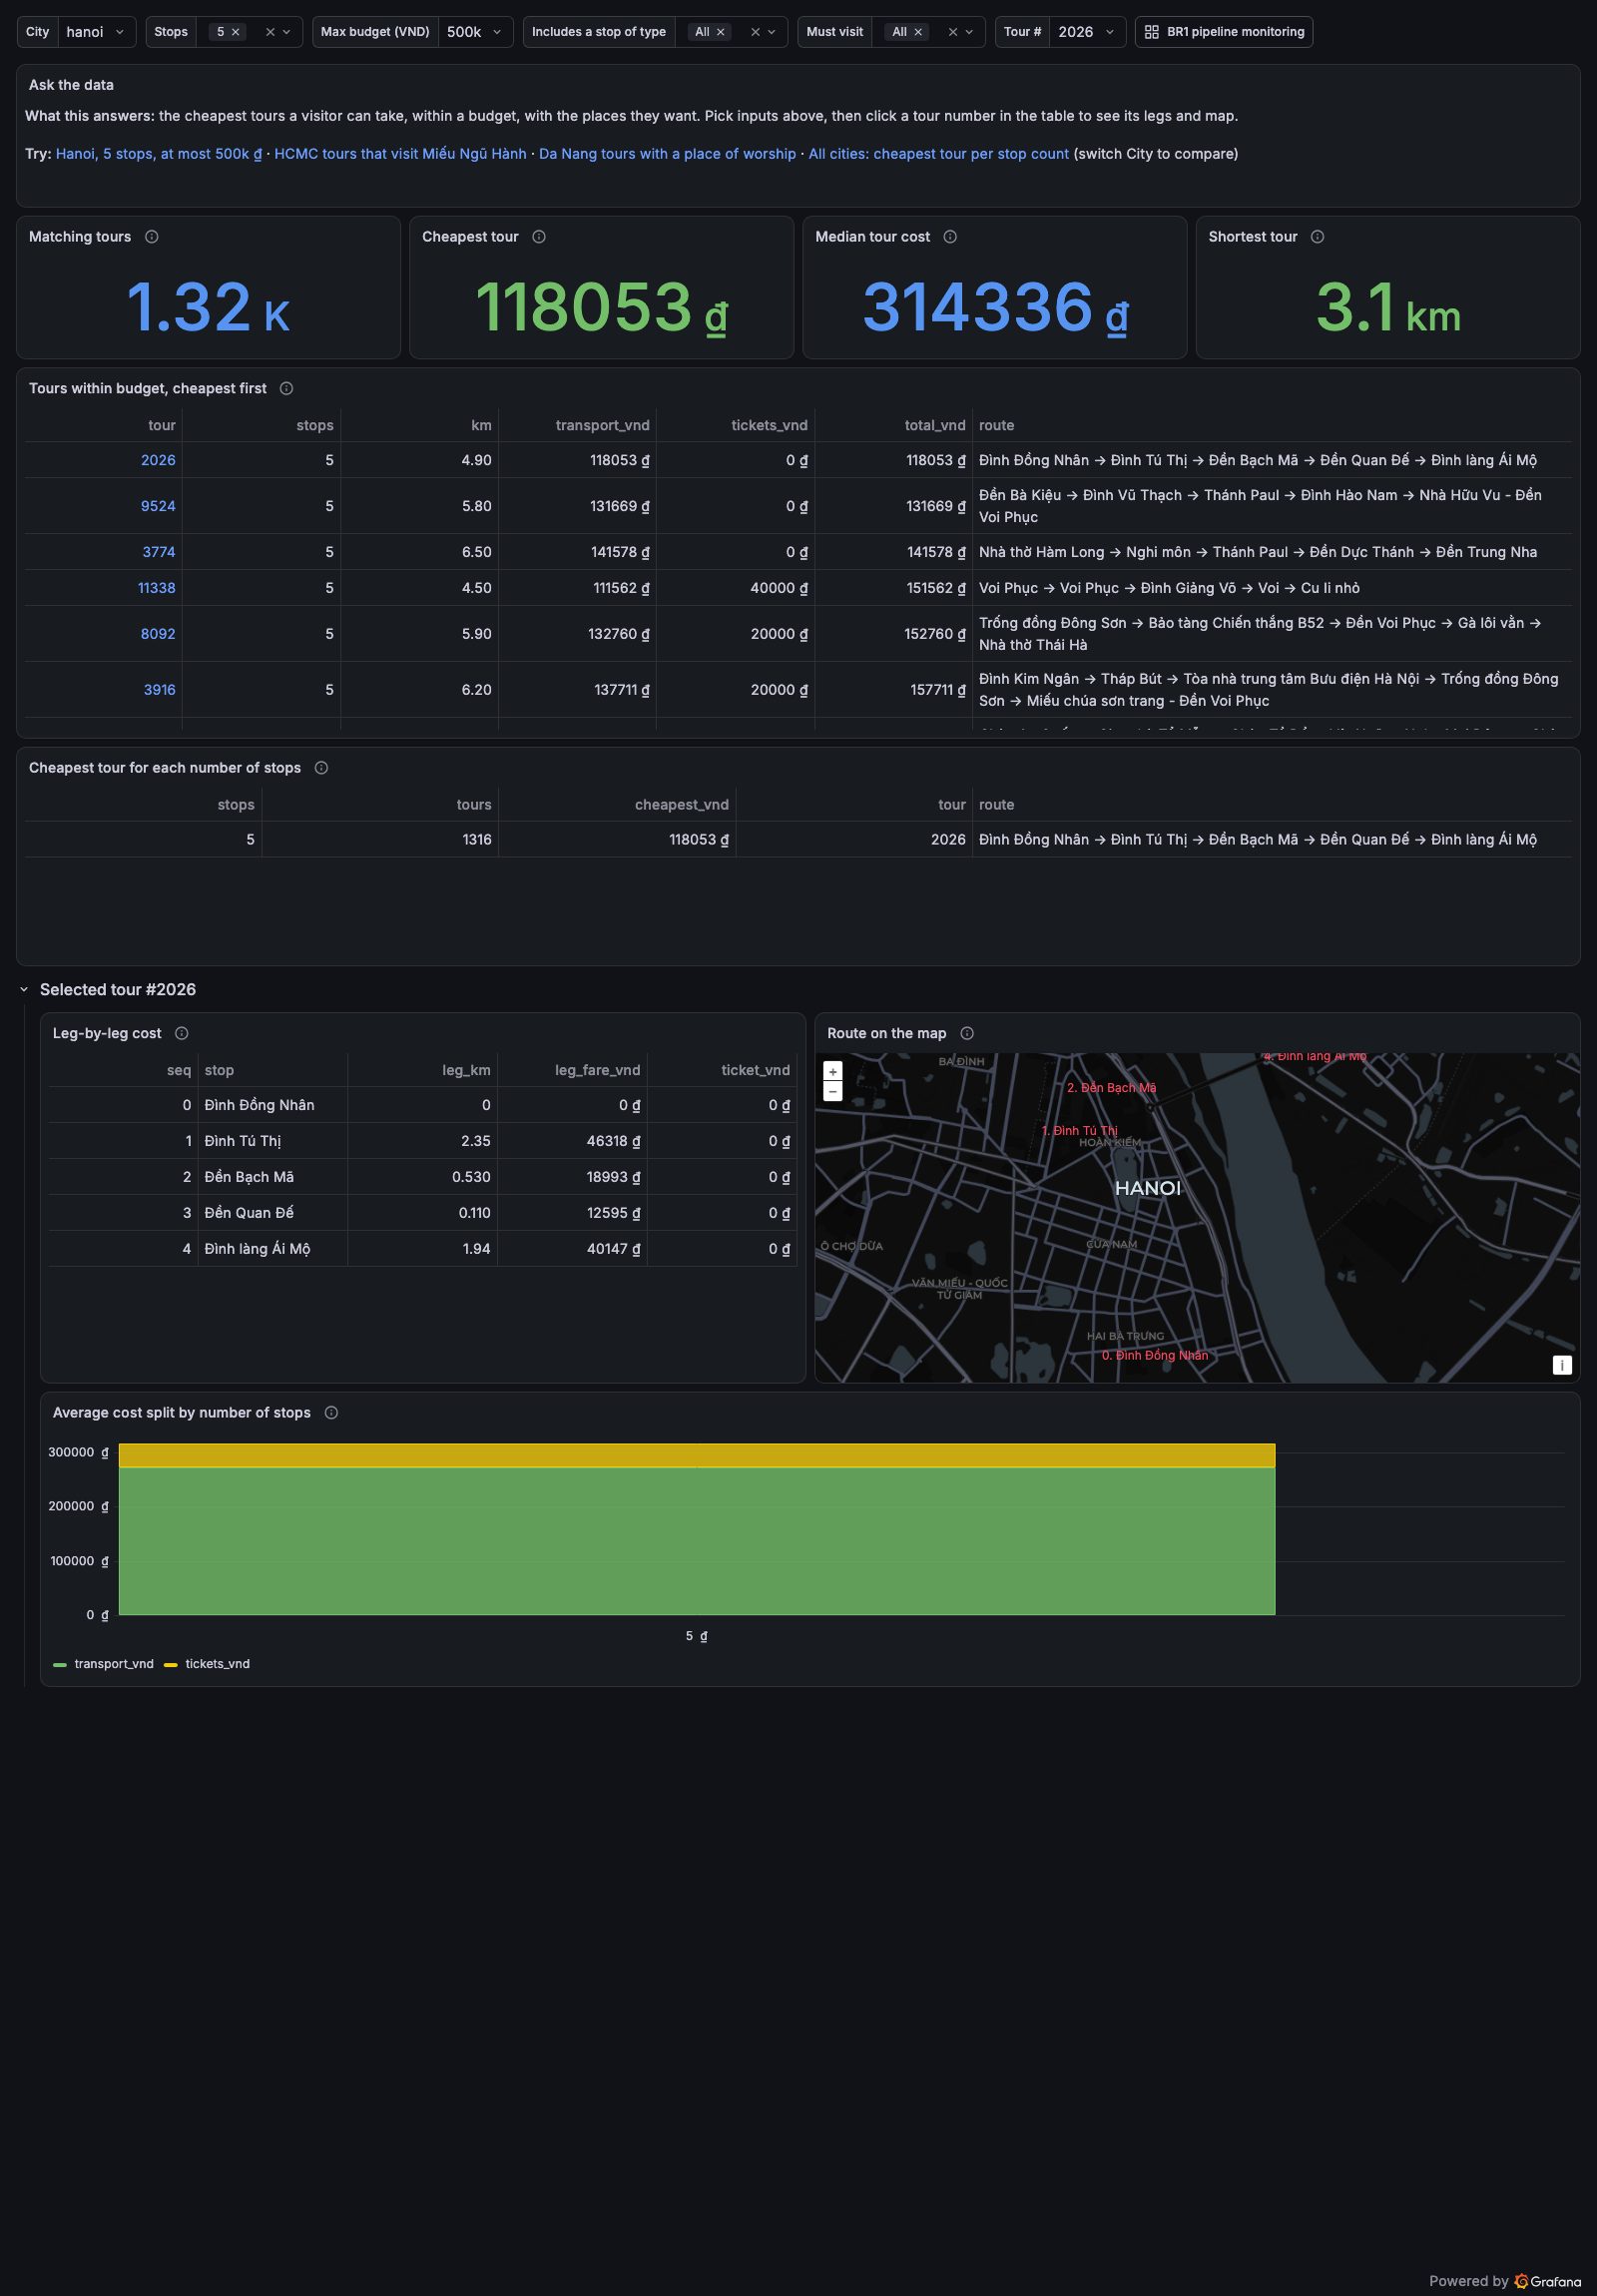 City hanoi Stops 5 Max budget (VND) 500k Includes a stop of type All Must visit All Tour # 2026 BR1 pipeline monitoring
Ask the data
What this answers: the cheapest tours a visitor can take, within a budget, with the places they want. Pick inputs above, then click a tour number in the table to see its legs and map.
Try: Hanoi, 5 stops, at most 500k ₫ · HCMC tours that visit Miếu Ngũ Hành · Da Nang tours with a place of worship · All cities: cheapest tour per stop count (switch City to compare)
Matching tours
1.32 K
Cheapest tour
118053 ₫
Median tour cost
314336 ₫
Shortest tour
3.1 km
Tours within budget, cheapest first
tour stops km transport_vnd tickets_vnd total_vnd route
2026 5 4.90 118053 ₫ 0 ₫ 118053 ₫ Đình Đồng Nhân → Đình Tú Thị → Đền Bạch Mã → Đền Quan Đế → Đình làng Ái Mộ
9524 5 5.80 131669 ₫ 0 ₫ 131669 ₫ Đền Bà Kiệu → Đình Vũ Thạch → Thánh Paul → Đình Hào Nam → Nhà Hữu Vu - Đền
Voi Phục
3774 5 6.50 141578 ₫ 0 ₫ 141578 ₫ Nhà thờ Hàm Long → Nghi môn → Thánh Paul → Đền Dực Thánh → Đền Trung Nha
11338 5 4.50 111562 ₫ 40000 ₫ 151562 ₫ Voi Phục → Voi Phục → Đình Giảng Võ → Voi → Cu li nhỏ
8092 5 5.90 132760 ₫ 20000 ₫ 152760 ₫ Trống đồng Đông Sơn → Bảo tàng Chiến thắng B52 → Đền Voi Phục → Gà lôi vằn →
Nhà thờ Thái Hà
3916 5 6.20 137711 ₫ 20000 ₫ 157711 ₫ Đình Kim Ngân → Tháp Bút → Tòa nhà trung tâm Bưu điện Hà Nội → Trống đồng Đông
Sơn → Miếu chúa sơn trang - Đền Voi Phục
Cheapest tour for each number of stops
stops tours cheapest_vnd tour route
5 1316 118053 ₫ 2026 Đình Đồng Nhân → Đình Tú Thị → Đền Bạch Mã → Đền Quan Đế → Đình làng Ái Mộ
Selected tour #2026
Leg-by-leg cost
seq stop leg_km leg_fare_vnd ticket_vnd
0 Đình Đồng Nhân 0 0 ₫ 0 ₫
1 Đình Tú Thị 2.35 46318 ₫ 0 ₫
2 Đền Bạch Mã 0.530 18993 ₫ 0 ₫
3 Đền Quan Đế 0.110 12595 ₫ 0 ₫
4 Đình làng Ái Mộ 1.94 40147 ₫ 0 ₫
Route on the map
+
−
4. Đình làng Ái Mộ
BA ĐÌNH
2. Đền Bạch Mã
1. Đình Tú Thị
HOÀN KIẾM
HANOI
CỬA NAM
Ô CHỢ DỪA
VĂN MIẾU - QUỐC
TỬ GIÁM
HAI BÀ TRƯNG
0. Đình Đồng Nhân
i
Average cost split by number of stops
300000 ₫
200000 ₫
100000 ₫
0 ₫
5 ₫
transport_vnd tickets_vnd
Powered by Grafana